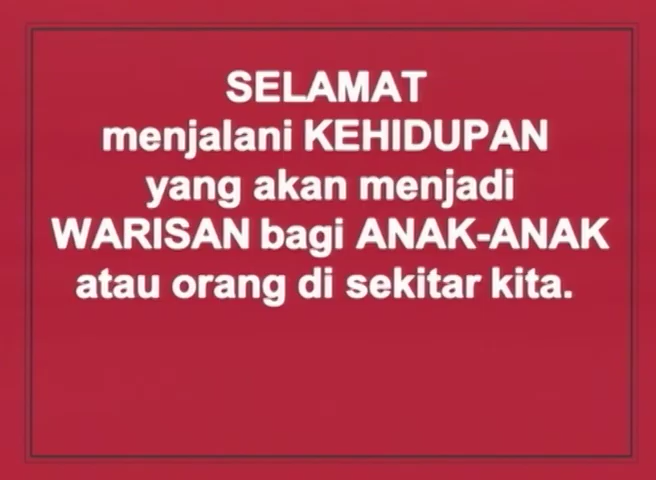 SELAMAT
menjalani KEHIDUPAN
yang akan menjadi
WARISAN bagi ANAK-ANAK
atau orang di sekitar kita.